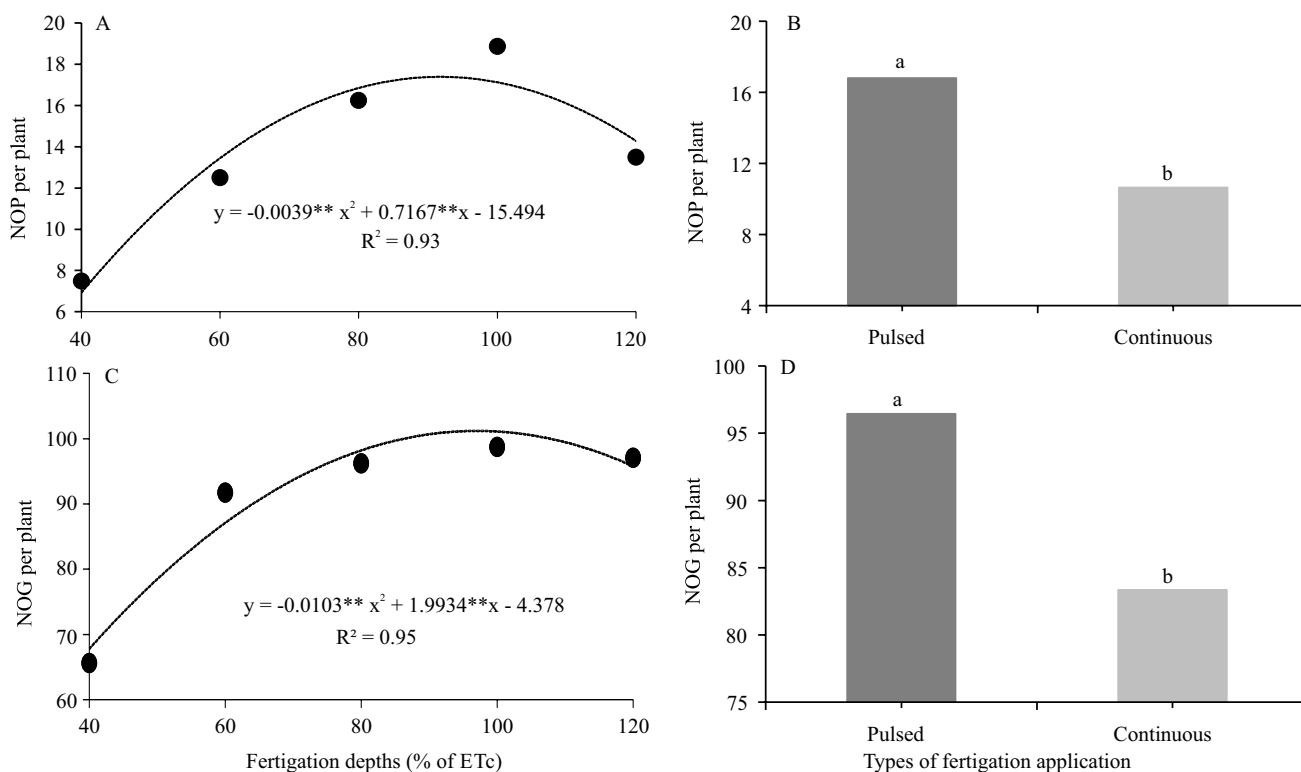 A
20
18
16
14
12
10
8
6
NOP per plant
y = -0.0039** x² + 0.7167**x - 15.494
R² = 0.93
40 60 80 100 120
B
20
16
12
8
4
NOP per plant
a
b
Pulsed Continuous
C
110
100
90
80
70
60
NOG per plant
y = -0.0103** x² + 1.9934**x - 4.378
R² = 0.95
40 60 80 100 120
Fertigation depths (% of ETc)
D
100
95
90
85
80
75
NOG per plant
a
b
Pulsed Continuous
Types of fertigation application